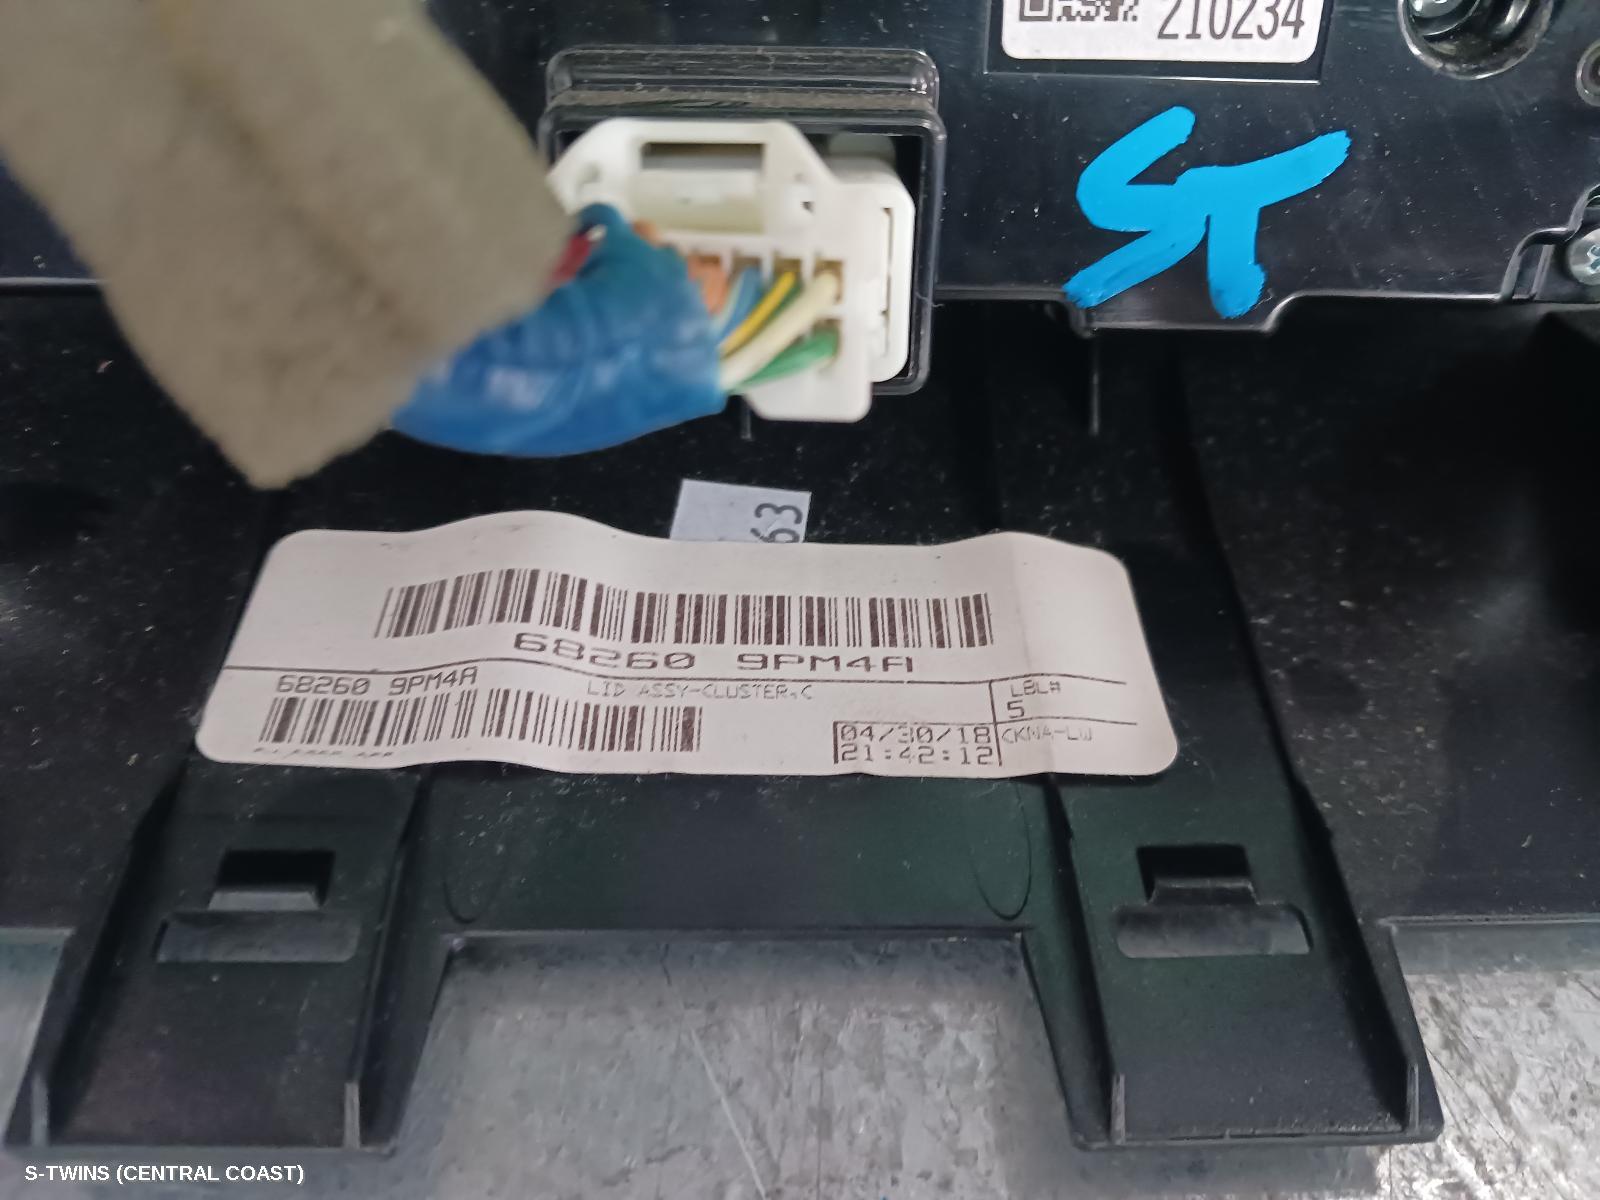 210234
ST
63
68260 9PM4A
68260 9PM4A
LID ASSY-CLUSTER,C
LBL#
5
04/30/18
21:42:12
CKNA-LW
S-TWINS (CENTRAL COAST)